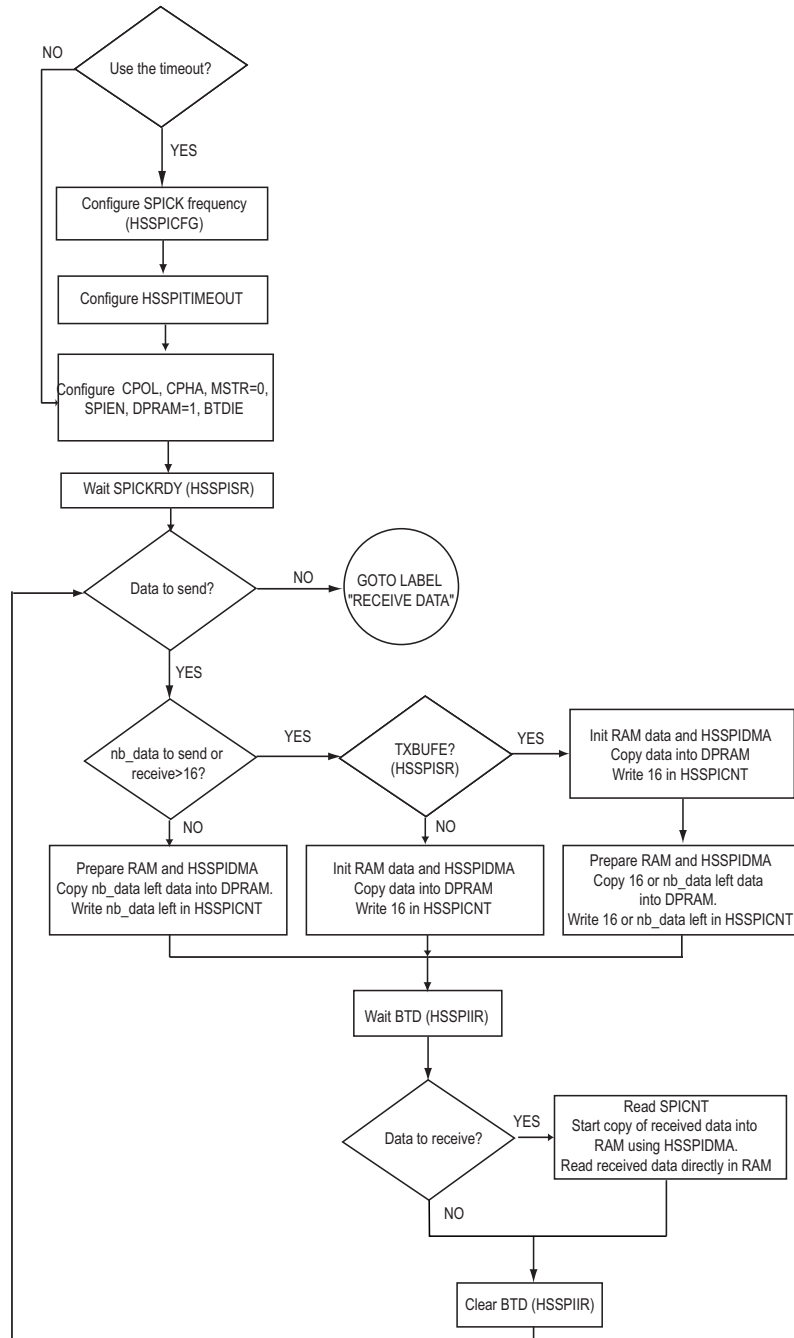 NO
Use the timeout?
YES
Configure SPICK frequency
(HSSPICFG)
Configure HSSPITIMEOUT
Configure CPOL, CPHA, MSTR=0,
SPIEN, DPRAM=1, BTDIE
Wait SPICKRDY (HSSPISR)
Data to send?
NO
GOTO LABEL
"RECEIVE DATA"
YES
nb_data to send or
receive>16?
YES
TXBUFE?
(HSSPISR)
YES
Init RAM data and HSSPIDMA
Copy data into DPRAM
Write 16 in HSSPICNT
NO
NO
Prepare RAM and HSSPIDMA
Copy nb_data left data into DPRAM.
Write nb_data left in HSSPICNT
Init RAM data and HSSPIDMA
Copy data into DPRAM
Write 16 in HSSPICNT
Prepare RAM and HSSPIDMA
Copy 16 or nb_data left data
into DPRAM.
Write 16 or nb_data left in HSSPICNT
Wait BTD (HSSPIIR)
Data to receive?
YES
Read SPICNT
Start copy of received data into
RAM using HSSPIDMA.
Read received data directly in RAM
NO
Clear BTD (HSSPIIR)